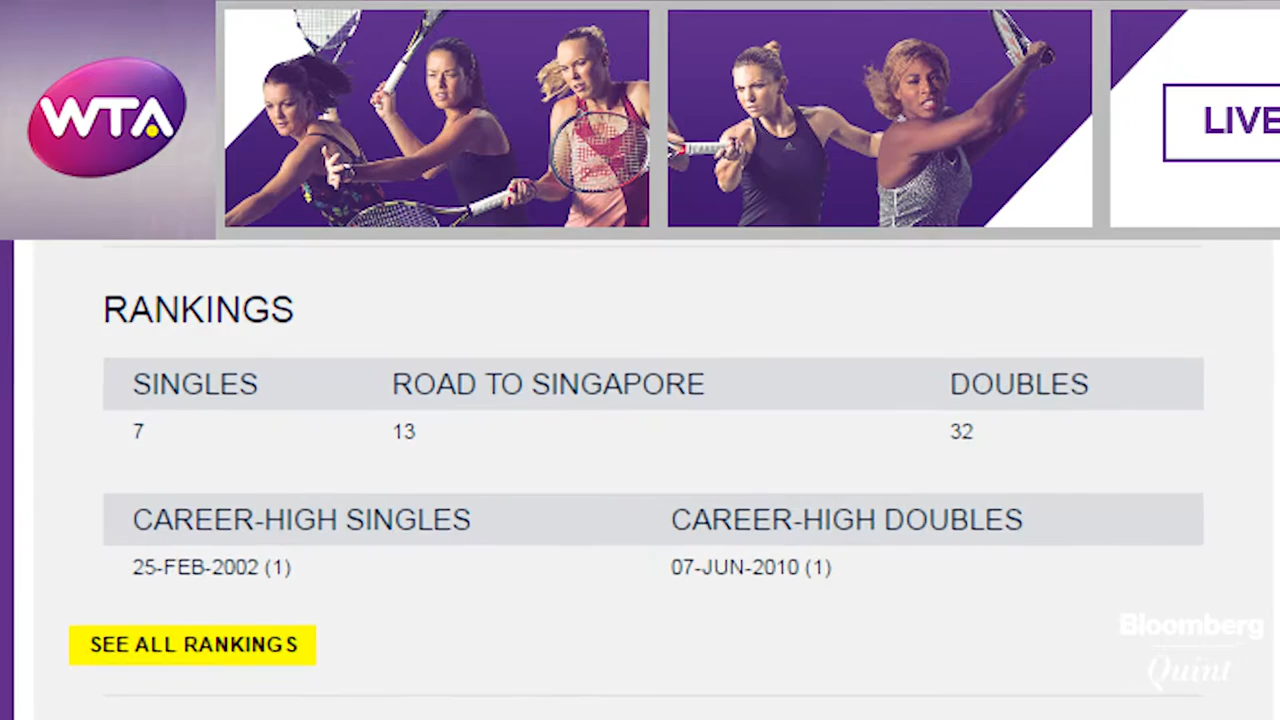 WTA
LIVE
RANKINGS
SINGLES ROAD TO SINGAPORE DOUBLES
7 13 32
CAREER-HIGH SINGLES CAREER-HIGH DOUBLES
25-FEB-2002 (1) 07-JUN-2010 (1)
SEE ALL RANKINGS
Bloomberg
Quint